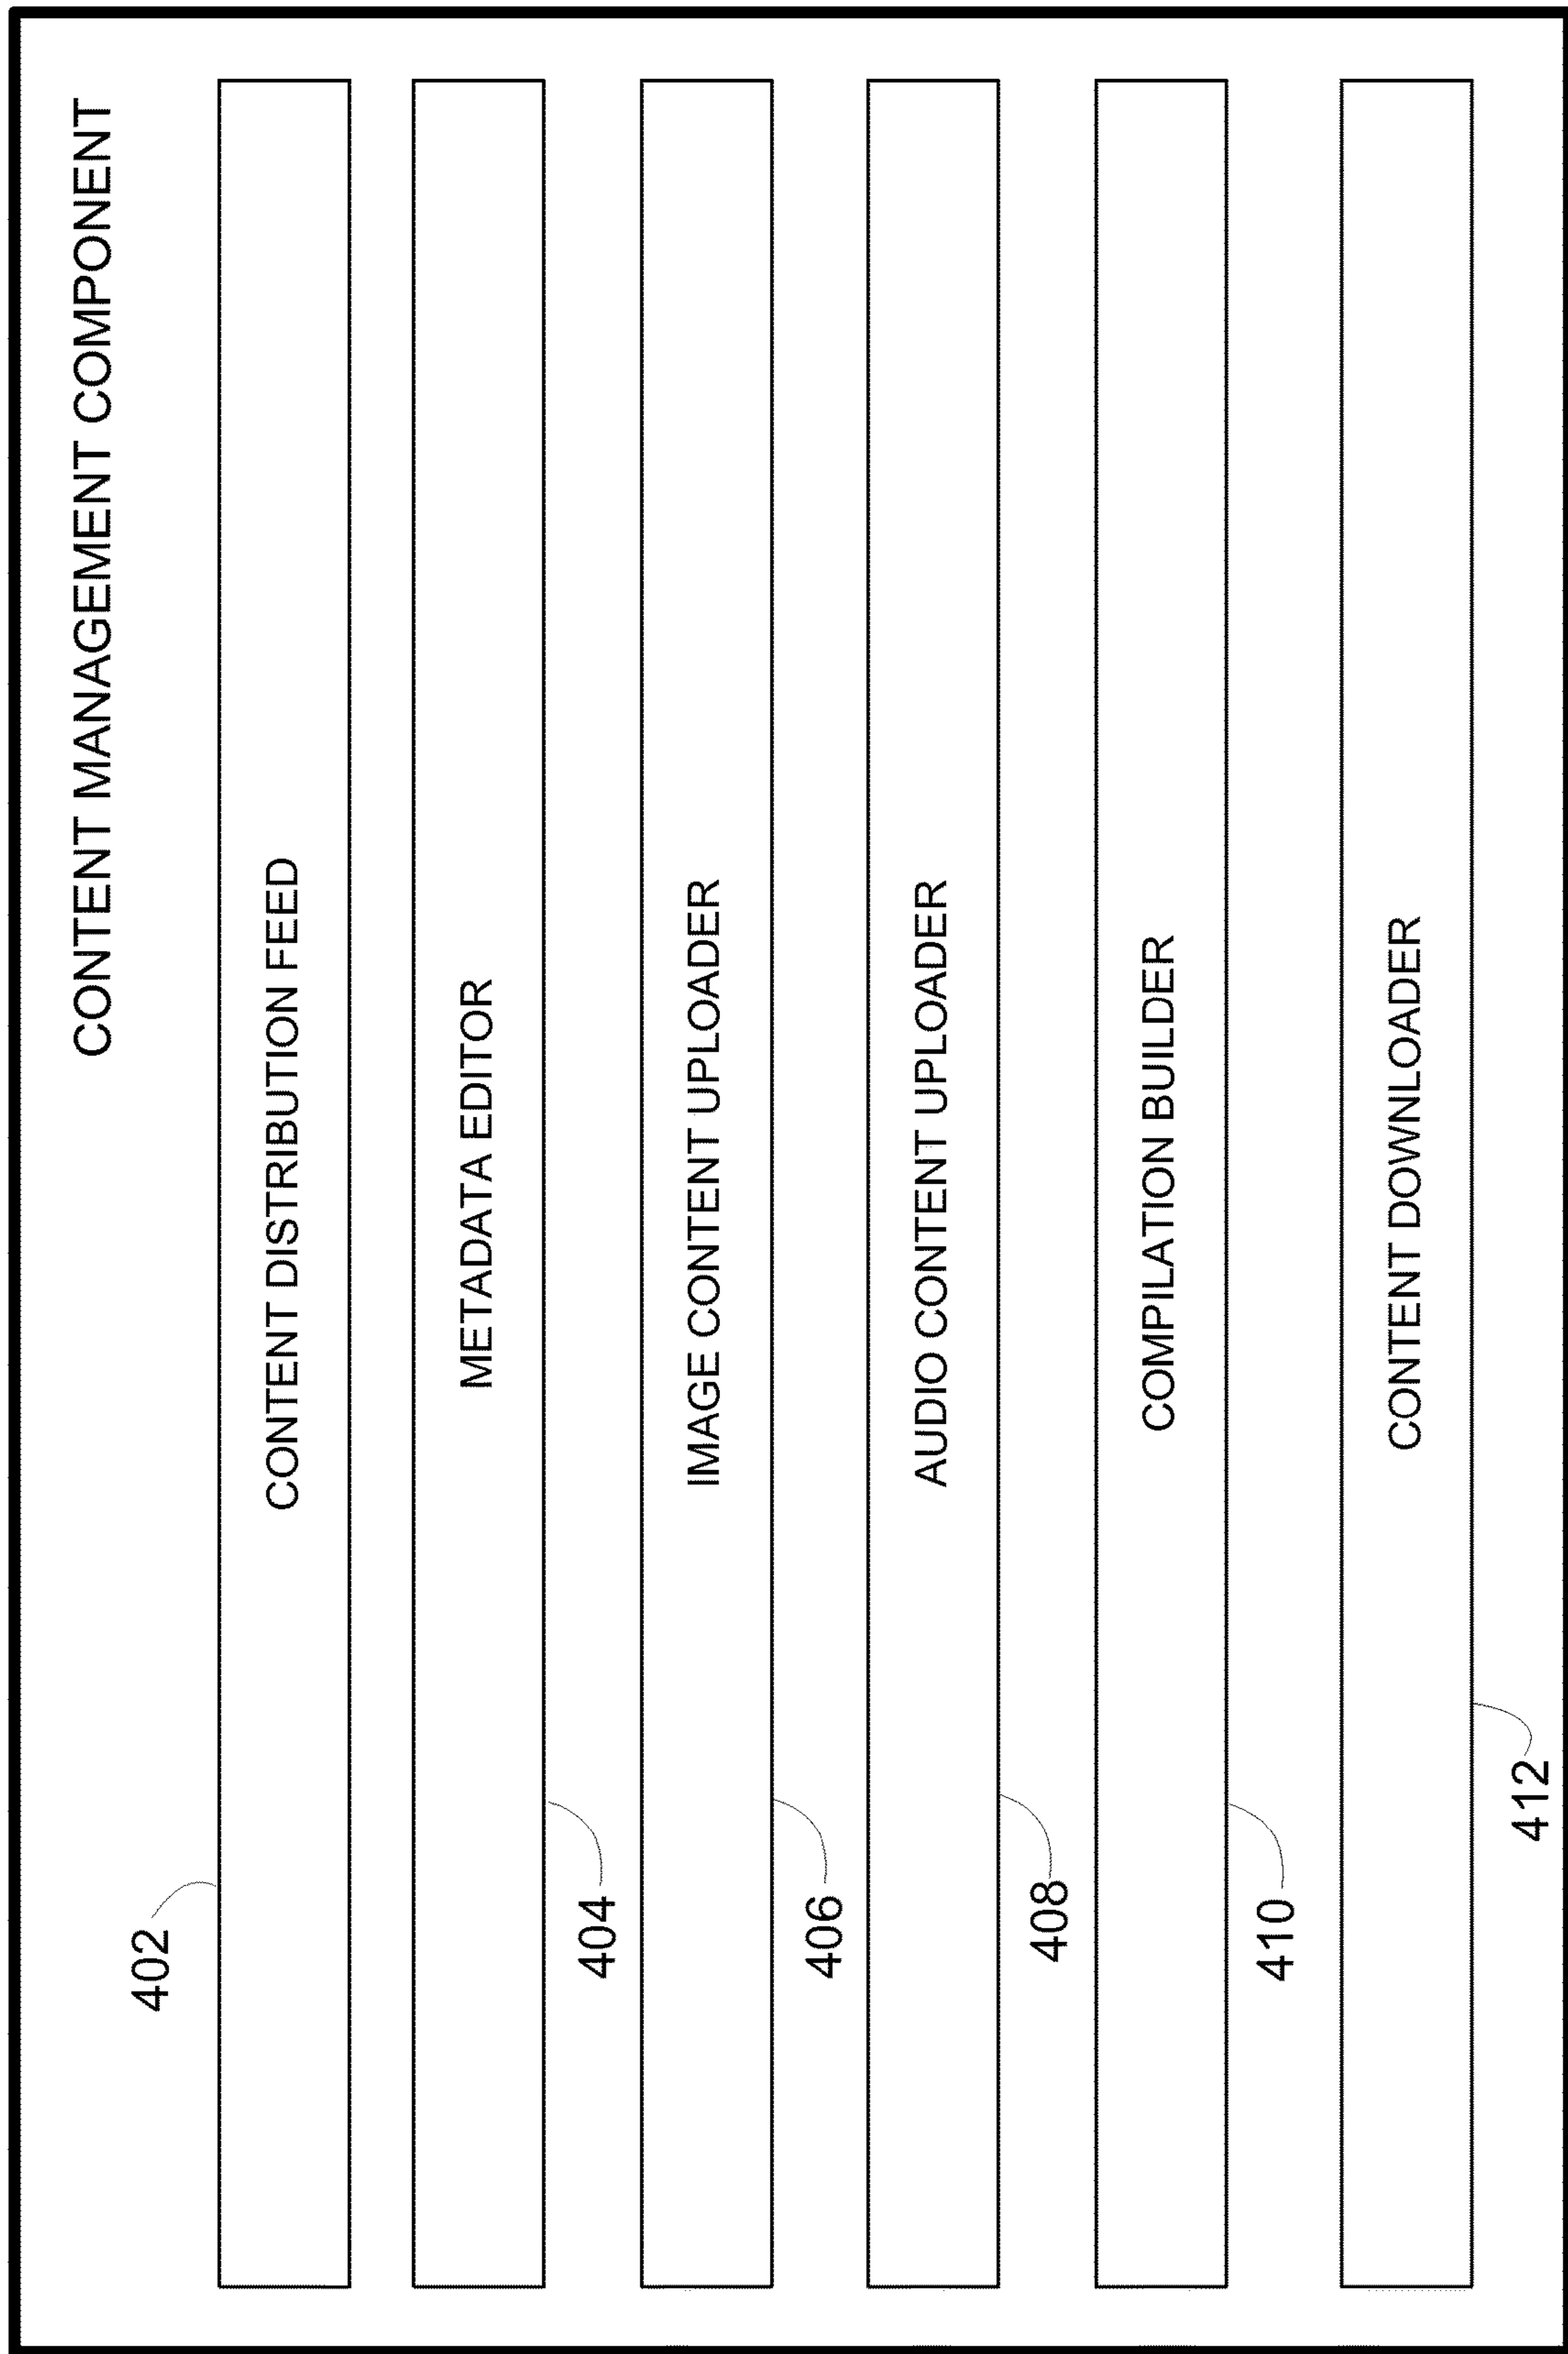 CONTENT MANAGEMENT COMPONENT
402
CONTENT DISTRIBUTION FEED
METADATA EDITOR
404
IMAGE CONTENT UPLOADER
406
AUDIO CONTENT UPLOADER
408
COMPILATION BUILDER
410
CONTENT DOWNLOADER
412